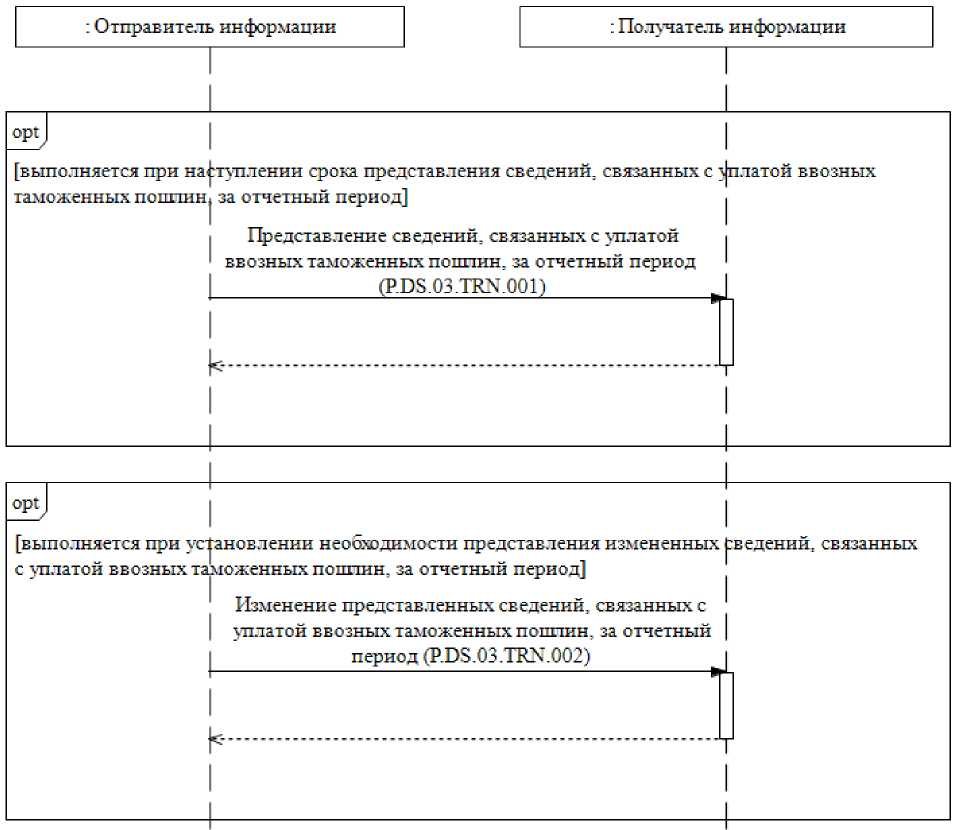 : Отправитель информации
: Получатель информации
opt
[выполняется при наступлении срока представления сведений, связанных с уплатой ввозных
таможенных пошлин, за отчетный период]
Представление сведений, связанных с уплатой
ввозных таможенных пошлин, за отчетный период
(P.DS.03.TRN.001)
opt
[выполняется при установлении необходимости представления измененных сведений, связанных
с уплатой ввозных таможенных пошлин, за отчетный период]
Изменение представленных сведений, связанных с
уплатой ввозных таможенных пошлин, за отчетный
период (P.DS.03.TRN.002)